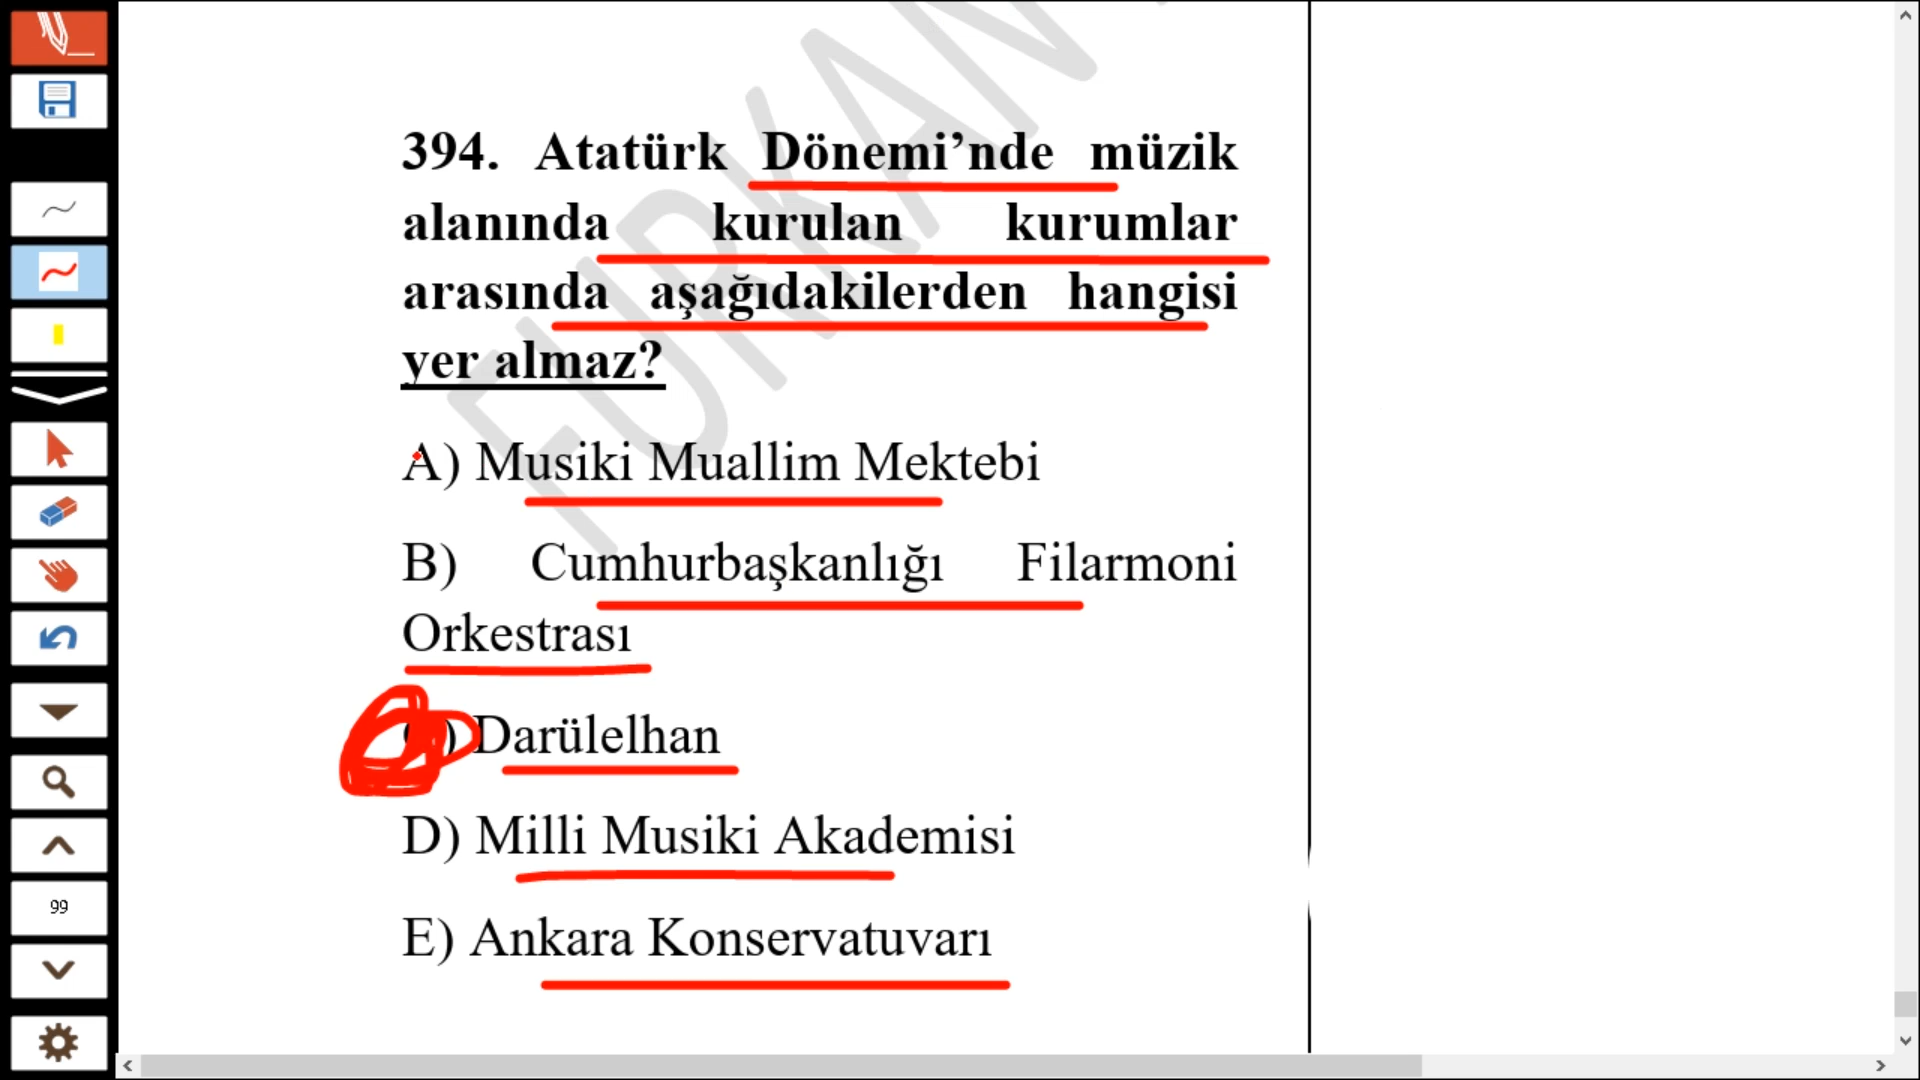 394. Atatürk Dönemi’nde müzik
alanında kurulan kurumlar
arasında aşağıdakilerden hangisi
yer almaz?
A) Musiki Muallim Mektebi
B) Cumhurbaşkanlığı Filarmoni
Orkestrası
C) Darülelhan
D) Milli Musiki Akademisi
E) Ankara Konservatuvarı
FURKAN
99